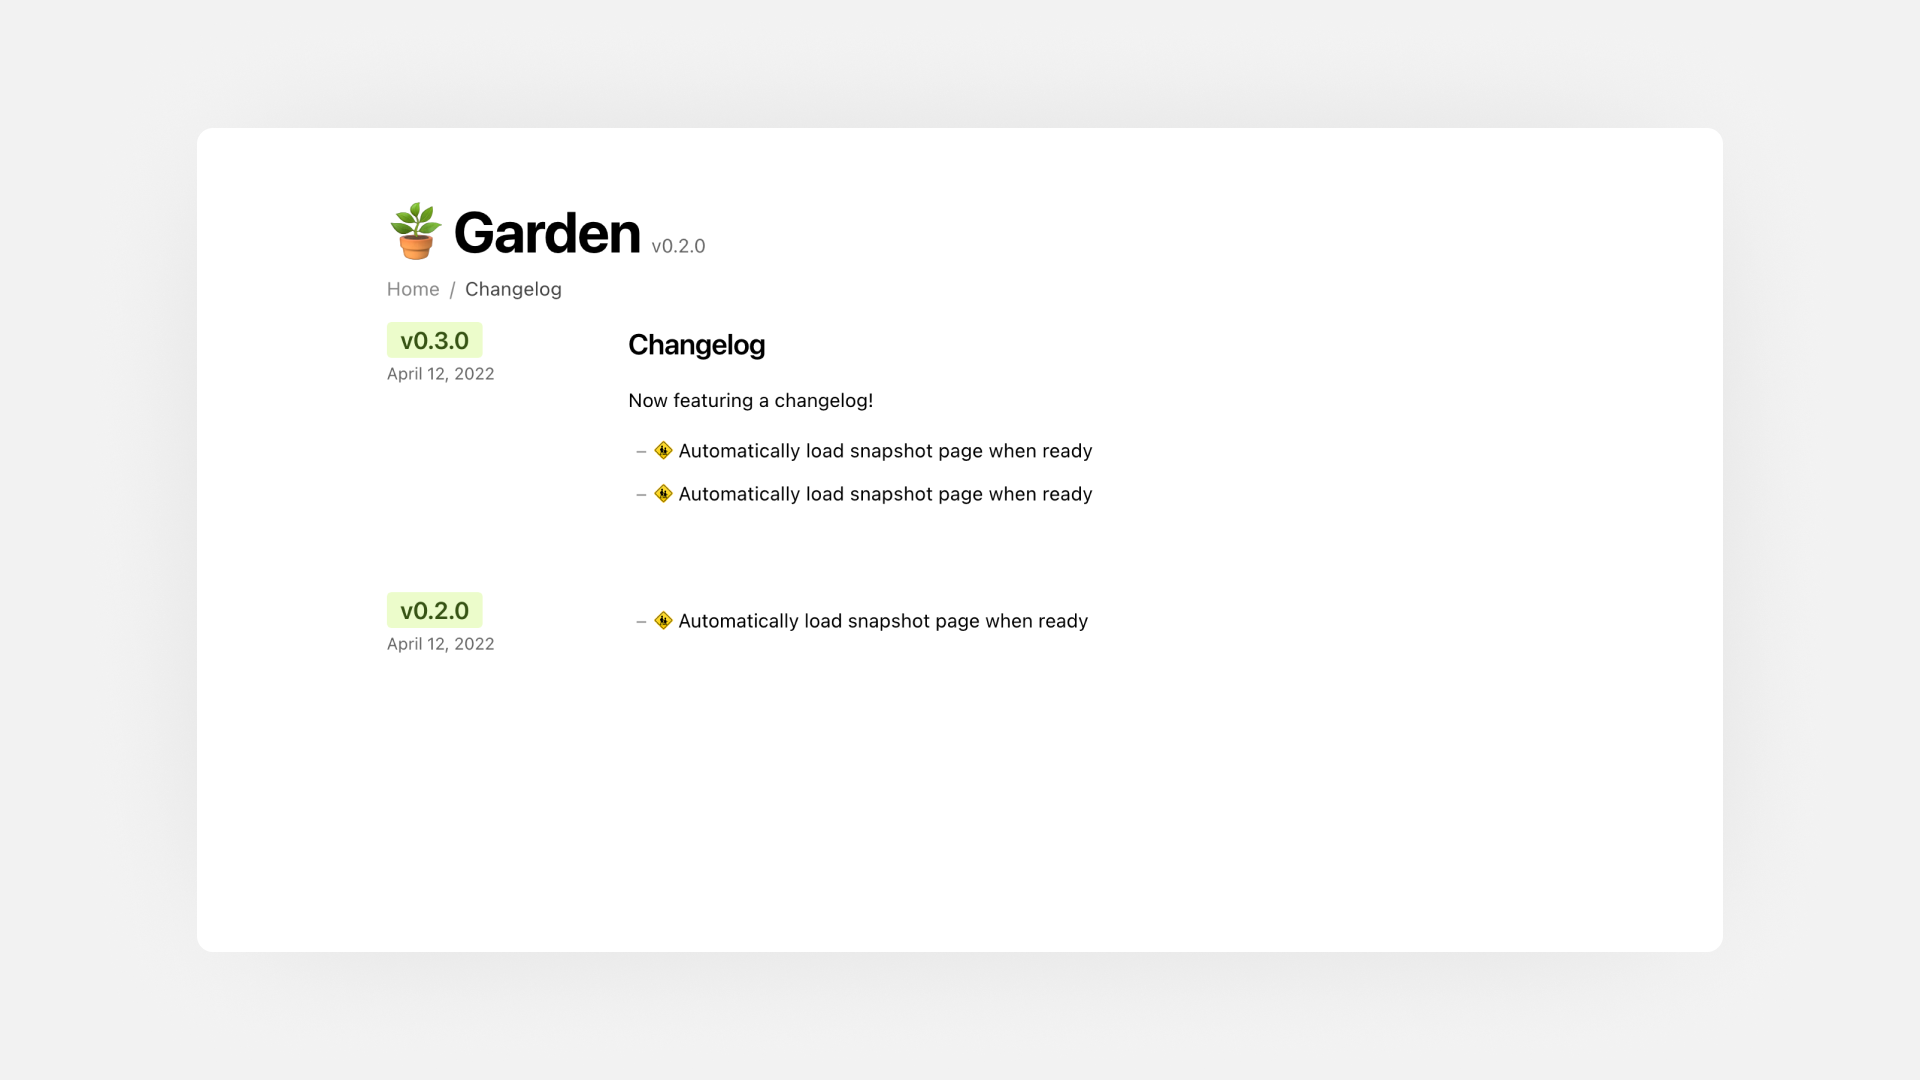 Garden v0.2.0
Home / Changelog
v0.3.0
April 12, 2022
Changelog
Now featuring a changelog!
– 🚸 Automatically load snapshot page when ready
– 🚸 Automatically load snapshot page when ready
v0.2.0
April 12, 2022
– 🚸 Automatically load snapshot page when ready